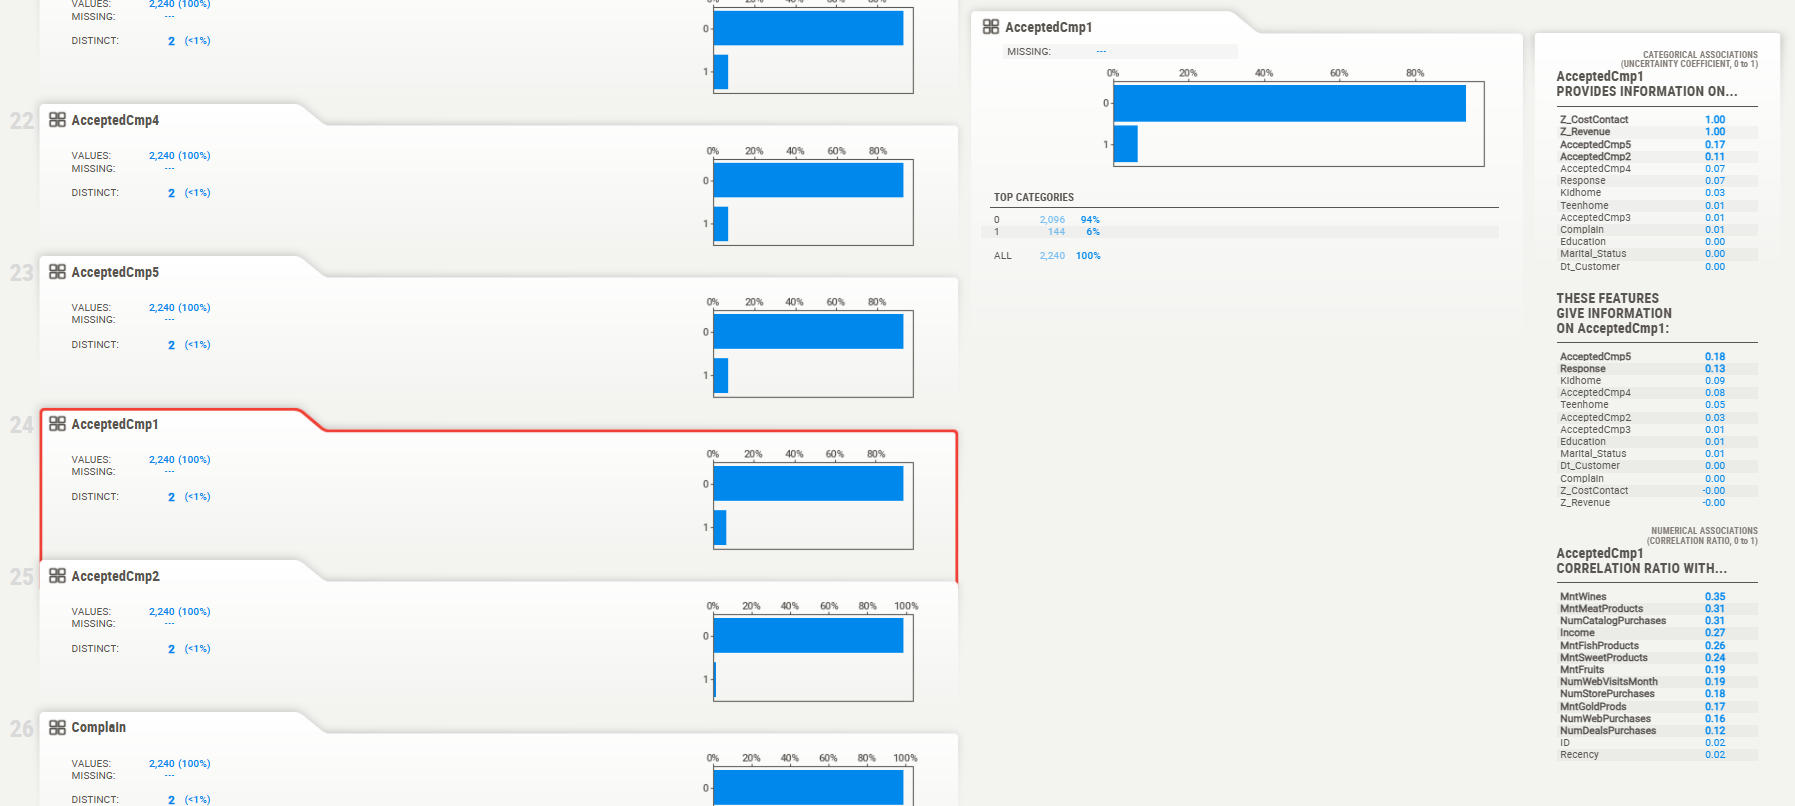 VALUES: 2,240 (100%)
MISSING: ---
DISTINCT: 2 (<1%)
0
1
22
AcceptedCmp4
VALUES: 2,240 (100%)
MISSING: ---
DISTINCT: 2 (<1%)
0% 20% 40% 60% 80%
0
1
23
AcceptedCmp5
VALUES: 2,240 (100%)
MISSING: ---
DISTINCT: 2 (<1%)
0% 20% 40% 60% 80%
0
1
24
AcceptedCmp1
VALUES: 2,240 (100%)
MISSING: ---
DISTINCT: 2 (<1%)
0% 20% 40% 60% 80%
0
1
25
AcceptedCmp2
VALUES: 2,240 (100%)
MISSING: ---
DISTINCT: 2 (<1%)
0% 20% 40% 60% 80% 100%
0
1
26
Complain
VALUES: 2,240 (100%)
MISSING: ---
DISTINCT: 2 (<1%)
0% 20% 40% 60% 80% 100%
0
AcceptedCmp1
MISSING: ---
0% 20% 40% 60% 80%
0
1
TOP CATEGORIES
0 2,096 94%
1 144 6%
ALL 2,240 100%
CATEGORICAL ASSOCIATIONS
(UNCERTAINTY COEFFICIENT, 0 to 1)
AcceptedCmp1
PROVIDES INFORMATION ON...
Z_CostContact 1.00
Z_Revenue 1.00
AcceptedCmp5 0.17
AcceptedCmp2 0.11
AcceptedCmp4 0.07
Response 0.07
Kidhome 0.03
Teenhome 0.01
AcceptedCmp3 0.01
Complain 0.01
Education 0.00
Marital_Status 0.00
Dt_Customer 0.00
THESE FEATURES
GIVE INFORMATION
ON AcceptedCmp1:
AcceptedCmp5 0.18
Response 0.13
Kidhome 0.09
AcceptedCmp4 0.08
Teenhome 0.05
AcceptedCmp2 0.03
AcceptedCmp3 0.01
Education 0.01
Marital_Status 0.01
Dt_Customer 0.00
Complain 0.00
Z_CostContact -0.00
Z_Revenue -0.00
NUMERICAL ASSOCIATIONS
(CORRELATION RATIO, 0 to 1)
AcceptedCmp1
CORRELATION RATIO WITH...
MntWines 0.35
MntMeatProducts 0.31
NumCatalogPurchases 0.31
Income 0.27
MntFishProducts 0.26
MntSweetProducts 0.24
MntFruits 0.19
NumWebVisitsMonth 0.19
NumStorePurchases 0.18
MntGoldProds 0.17
NumWebPurchases 0.16
NumDealsPurchases 0.12
ID 0.02
Recency 0.02